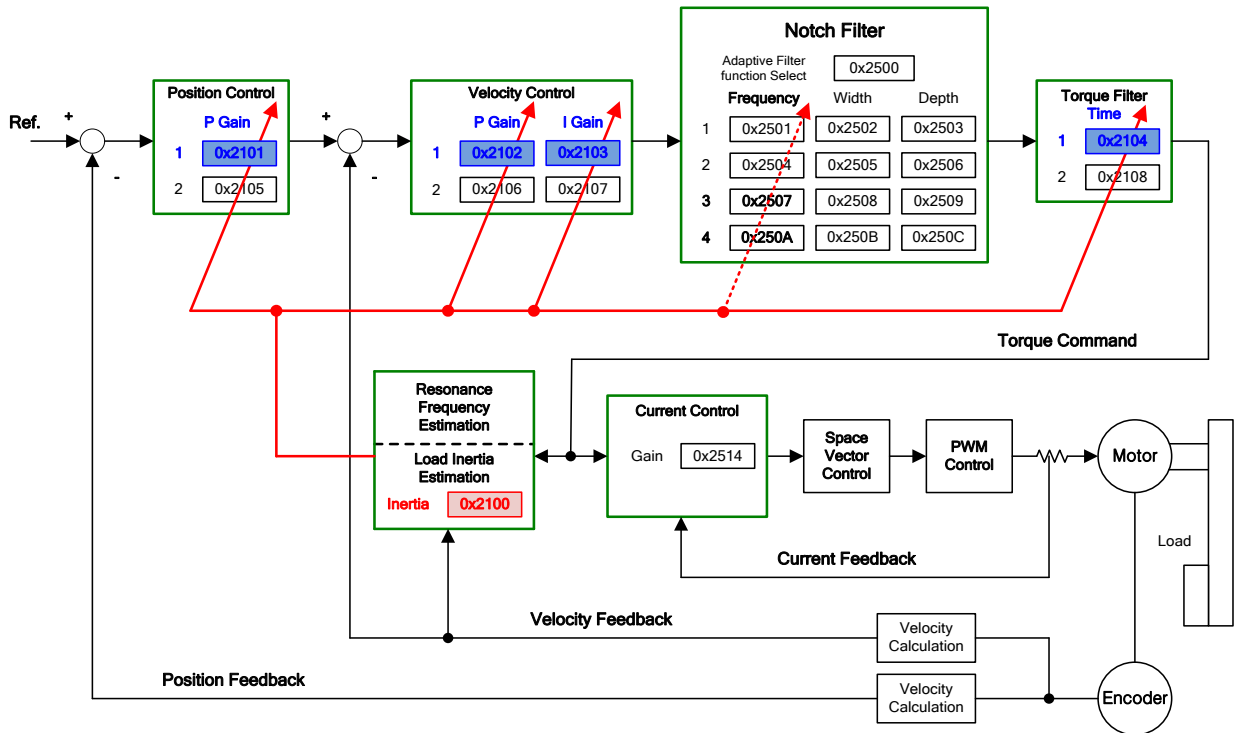 Notch Filter
Adaptive Filter
function Select
0x2500
Frequency Width Depth
1 0x2501 0x2502 0x2503
2 0x2504 0x2505 0x2506
3 0x2507 0x2508 0x2509
4 0x250A 0x250B 0x250C
Ref.
+
-
Position Control
P Gain
1 0x2101
2 0x2105
+
-
Velocity Control
P Gain I Gain
1 0x2102 0x2103
2 0x2106 0x2107
Torque Filter
Time
1 0x2104
2 0x2108
Torque Command
Resonance
Frequency
Estimation
Load Inertia
Estimation
Inertia 0x2100
Current Control
Gain 0x2514
Space
Vector
Control
PWM
Control
Motor
Load
Current Feedback
Velocity Feedback
Velocity
Calculation
Position Feedback
Velocity
Calculation
Encoder